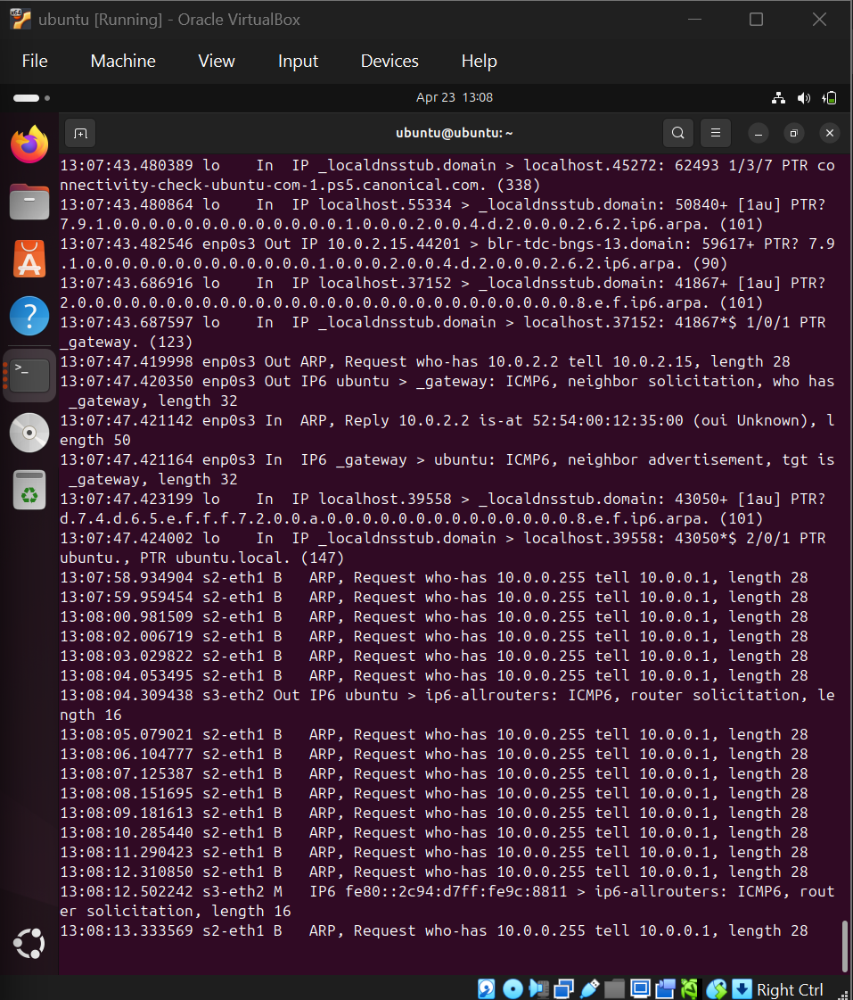 ubuntu [Running] - Oracle VirtualBox
File Machine View Input Devices Help
Apr 23 13:08
ubuntu@ubuntu: ~
13:07:43.480389 lo    In  IP _localdnsstub.domain > localhost.45272: 62493 1/3/7 PTR co
nnectivity-check-ubuntu-com-1.ps5.canonical.com. (338)
13:07:43.480864 lo    In  IP localhost.55334 > _localdnsstub.domain: 50840+ [1au] PTR?
7.9.1.0.0.0.0.0.0.0.0.0.0.0.0.0.1.0.0.0.2.0.0.4.d.2.0.0.0.2.6.2.ip6.arpa. (101)
13:07:43.482546 enp0s3 Out IP 10.0.2.15.44201 > blr-tdc-bngs-13.domain: 59617+ PTR? 7.9
.1.0.0.0.0.0.0.0.0.0.0.0.0.0.1.0.0.0.2.0.0.4.d.2.0.0.0.2.6.2.ip6.arpa. (90)
13:07:43.686916 lo    In  IP localhost.37152 > _localdnsstub.domain: 41867+ [1au] PTR?
2.0.0.0.0.0.0.0.0.0.0.0.0.0.0.0.0.0.0.0.0.0.0.0.0.0.0.0.0.8.e.f.ip6.arpa. (101)
13:07:43.687597 lo    In  IP _localdnsstub.domain > localhost.37152: 41867*$ 1/0/1 PTR
_gateway. (123)
13:07:47.419998 enp0s3 Out ARP, Request who-has 10.0.2.2 tell 10.0.2.15, length 28
13:07:47.420350 enp0s3 Out IP6 ubuntu > _gateway: ICMP6, neighbor solicitation, who has
 _gateway, length 32
13:07:47.421142 enp0s3 In  ARP, Reply 10.0.2.2 is-at 52:54:00:12:35:00 (oui Unknown), l
ength 50
13:07:47.421164 enp0s3 In  IP6 _gateway > ubuntu: ICMP6, neighbor advertisement, tgt is
 _gateway, length 32
13:07:47.423199 lo    In  IP localhost.39558 > _localdnsstub.domain: 43050+ [1au] PTR?
d.7.4.d.6.5.e.f.f.f.7.2.0.0.a.0.0.0.0.0.0.0.0.0.0.0.0.0.0.8.e.f.ip6.arpa. (101)
13:07:47.424002 lo    In  IP _localdnsstub.domain > localhost.39558: 43050*$ 2/0/1 PTR
ubuntu., PTR ubuntu.local. (147)
13:07:58.934904 s2-eth1 B   ARP, Request who-has 10.0.0.255 tell 10.0.0.1, length 28
13:07:59.959454 s2-eth1 B   ARP, Request who-has 10.0.0.255 tell 10.0.0.1, length 28
13:08:00.981509 s2-eth1 B   ARP, Request who-has 10.0.0.255 tell 10.0.0.1, length 28
13:08:02.006719 s2-eth1 B   ARP, Request who-has 10.0.0.255 tell 10.0.0.1, length 28
13:08:03.029822 s2-eth1 B   ARP, Request who-has 10.0.0.255 tell 10.0.0.1, length 28
13:08:04.053495 s2-eth1 B   ARP, Request who-has 10.0.0.255 tell 10.0.0.1, length 28
13:08:04.309438 s3-eth2 Out IP6 ubuntu > ip6-allrouters: ICMP6, router solicitation, le
ngth 16
13:08:05.079021 s2-eth1 B   ARP, Request who-has 10.0.0.255 tell 10.0.0.1, length 28
13:08:06.104777 s2-eth1 B   ARP, Request who-has 10.0.0.255 tell 10.0.0.1, length 28
13:08:07.125387 s2-eth1 B   ARP, Request who-has 10.0.0.255 tell 10.0.0.1, length 28
13:08:08.151695 s2-eth1 B   ARP, Request who-has 10.0.0.255 tell 10.0.0.1, length 28
13:08:09.181613 s2-eth1 B   ARP, Request who-has 10.0.0.255 tell 10.0.0.1, length 28
13:08:10.285440 s2-eth1 B   ARP, Request who-has 10.0.0.255 tell 10.0.0.1, length 28
13:08:11.290423 s2-eth1 B   ARP, Request who-has 10.0.0.255 tell 10.0.0.1, length 28
13:08:12.310850 s2-eth1 B   ARP, Request who-has 10.0.0.255 tell 10.0.0.1, length 28
13:08:12.502242 s3-eth2 M   IP6 fe80::2c94:d7ff:fe9c:8811 > ip6-allrouters: ICMP6, rout
er solicitation, length 16
13:08:13.333569 s2-eth1 B   ARP, Request who-has 10.0.0.255 tell 10.0.0.1, length 28
Right Ctrl